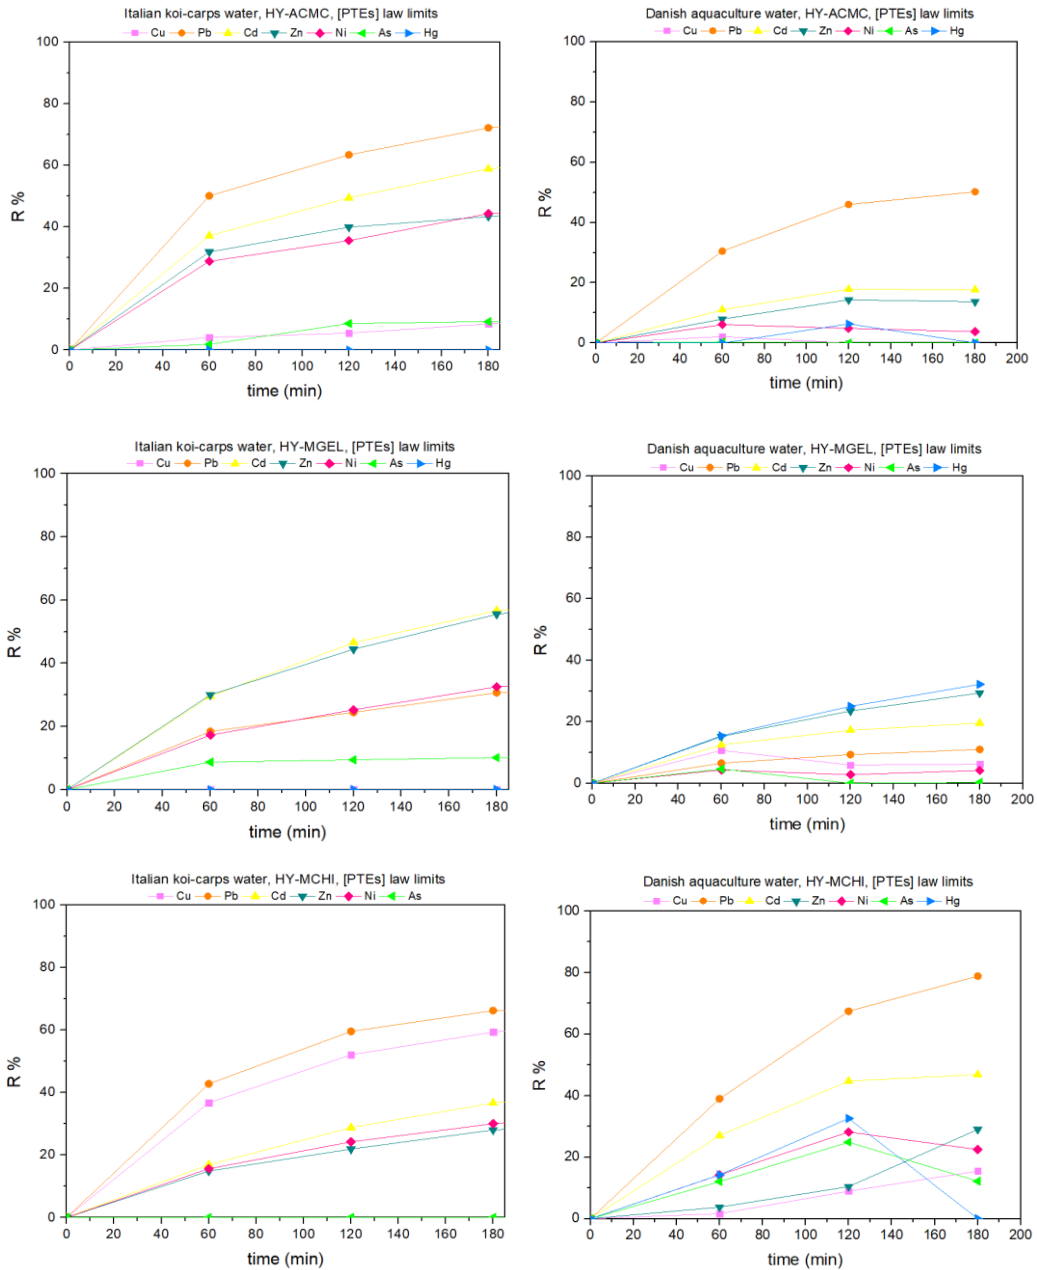 Italian koi-carps water, HY-ACMC, [PTEs] law limits
Cu Pb Cd Zn Ni As Hg
100
80
60
40
20
0
R %
0 20 40 60 80 100 120 140 160 180
time (min)
Danish aquaculture water, HY-ACMC, [PTEs] law limits
Cu Pb Cd Zn Ni As Hg
100
80
60
40
20
0
R %
0 20 40 60 80 100 120 140 160 180 200
time (min)
Italian koi-carps water, HY-MGEL, [PTEs] law limits
Cu Pb Cd Zn Ni As Hg
100
80
60
40
20
0
R %
0 20 40 60 80 100 120 140 160 180
time (min)
Danish aquaculture water, HY-MGEL, [PTEs] law limits
Cu Pb Cd Zn Ni As Hg
100
80
60
40
20
0
R %
0 20 40 60 80 100 120 140 160 180 200
time (min)
Italian koi-carps water, HY-MCHI, [PTEs] law limits
Cu Pb Cd Zn Ni As
100
80
60
40
20
0
R %
0 20 40 60 80 100 120 140 160 180
time (min)
Danish aquaculture water, HY-MCHI, [PTEs] law limits
Cu Pb Cd Zn Ni As Hg
100
80
60
40
20
0
R %
0 20 40 60 80 100 120 140 160 180 200
time (min)